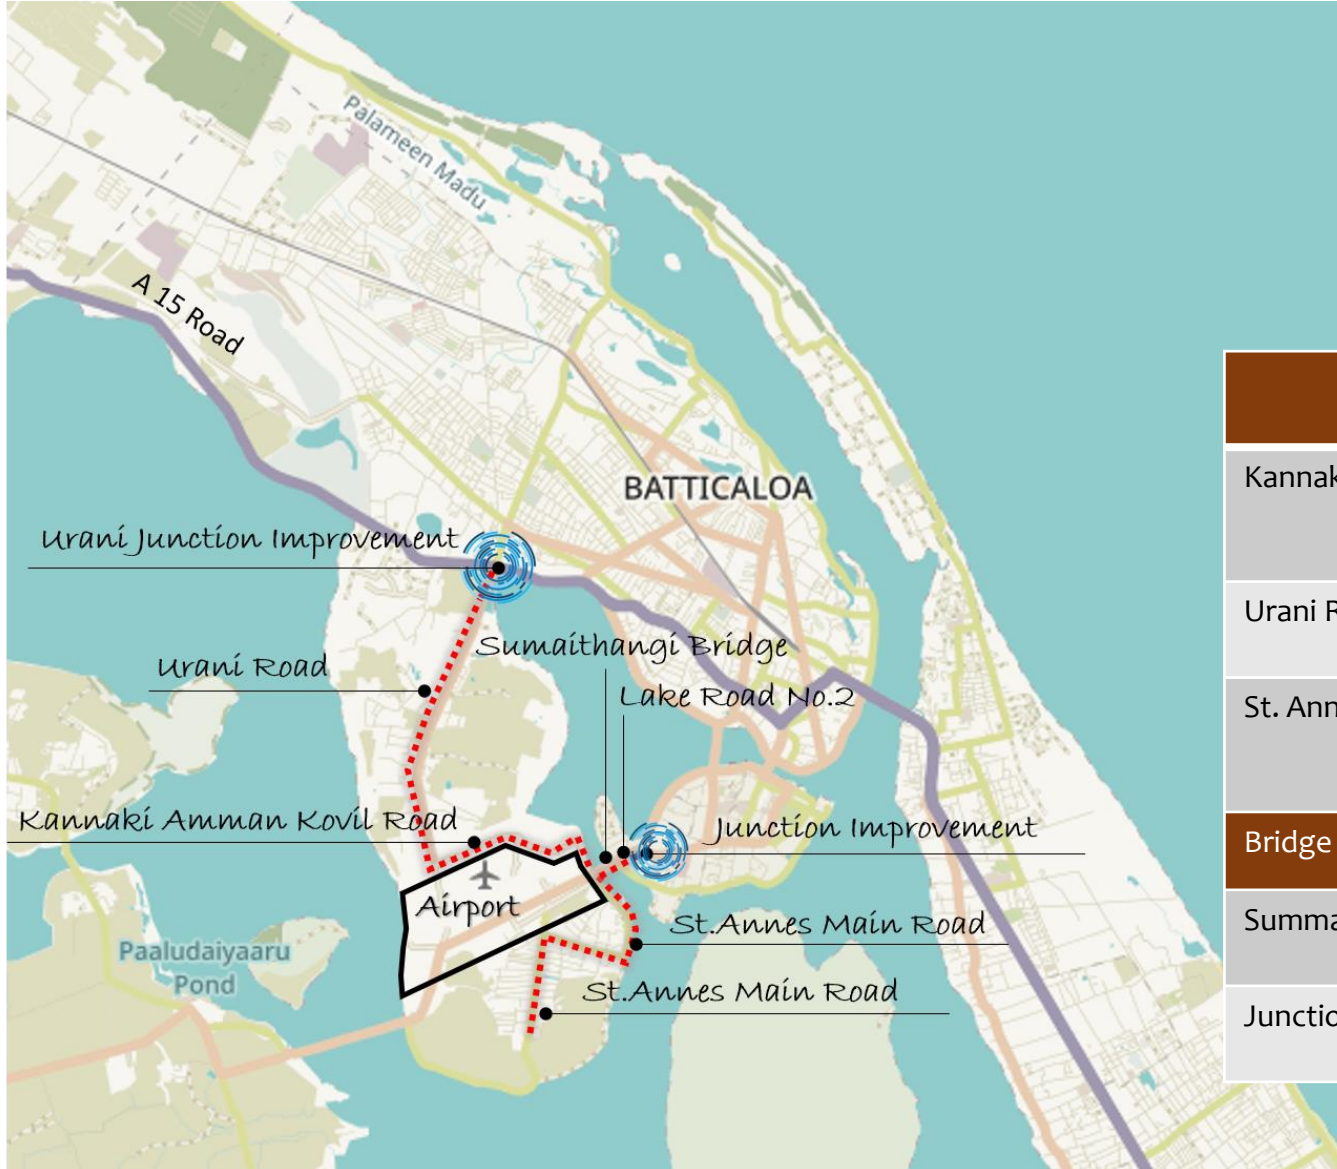 Palameen Madu
A 15 Road
BATTICALOA
Urani Junction Improvement
Sumaithangi Bridge
Urani Road
Lake Road No.2
Kannaki Amman Kovil Road
Junction Improvement
Airport
St.Annes Main Road
Paaludaiyaaru
Pond
St.Annes Main Road
Kannak
Urani R
St. Ann
Bridge
Summa
Junctio